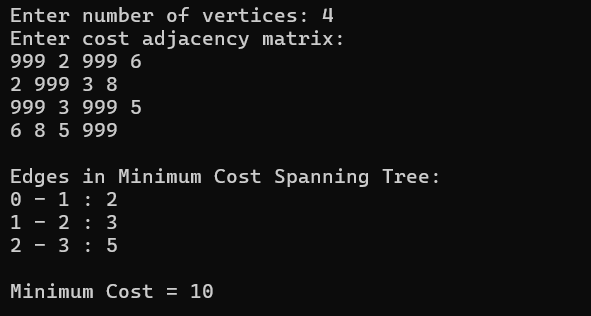 Enter number of vertices: 4
Enter cost adjacency matrix:
999 2 999 6
2 999 3 8
999 3 999 5
6 8 5 999
Edges in Minimum Cost Spanning Tree:
0 - 1 : 2
1 - 2 : 3
2 - 3 : 5
Minimum Cost = 10